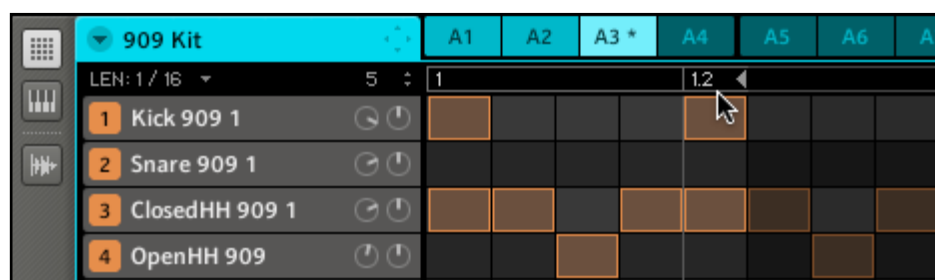 909 Kit A1 A2 A3 * A4 A5 A6 A
LEN: 1 / 16 5 1 1.2
1 Kick 909 1
2 Snare 909 1
3 ClosedHH 909 1
4 OpenHH 909